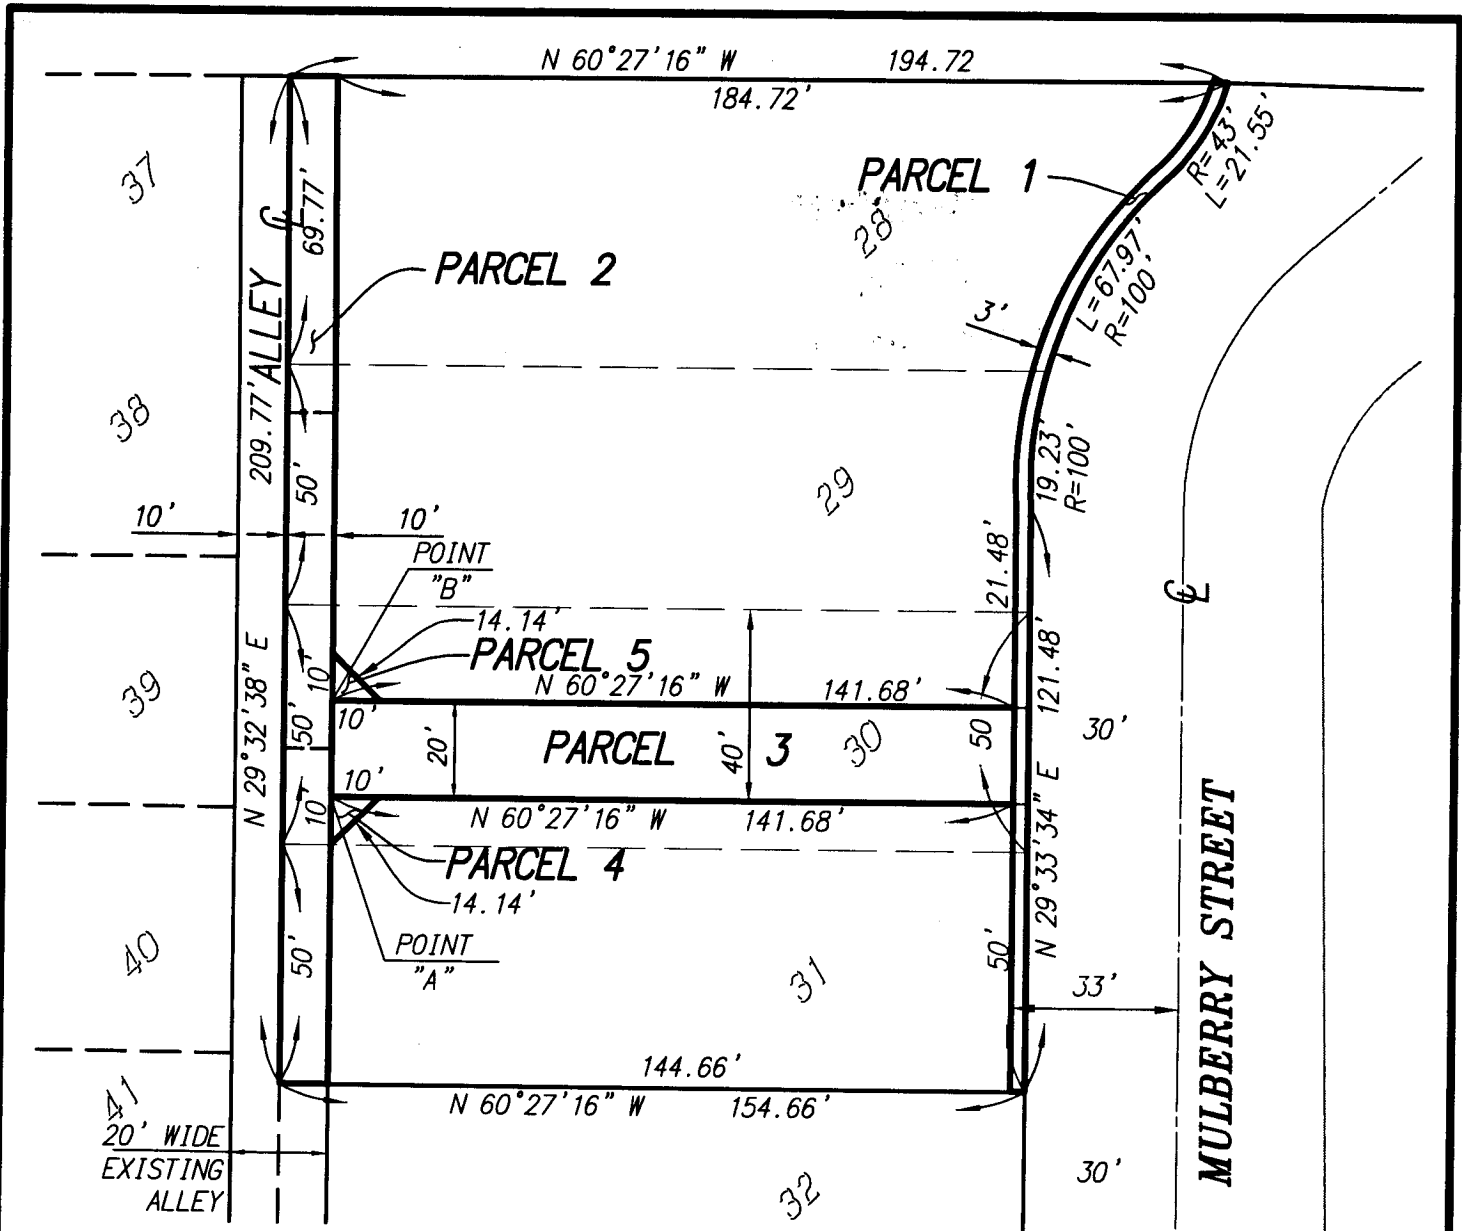 N 60°27'16" W 194.72
184.72'
R=43'
L=21.55'
37
PARCEL 1
28
69.77'
℄
ALLEY
209.77'
PARCEL 2
L=67.97'
R=100'
3'
38
50'
29
19.23'
R=100'
10'
10'
POINT
"B"
21.48'
℄
14.14'
PARCEL 5
N 60°27'16" W 141.68'
39
N 29°32'38" E
10'
10'
50'
20'
PARCEL 3
40'
30
50
121.48'
30'
10'
10'
N 60°27'16" W 141.68'
PARCEL 4
14.14'
N 29°33'34" E
MULBERRY STREET
40
50'
POINT
"A"
31
50'
33'
144.66'
N 60°27'16" W 154.66'
41
20' WIDE
EXISTING
ALLEY
32
30'